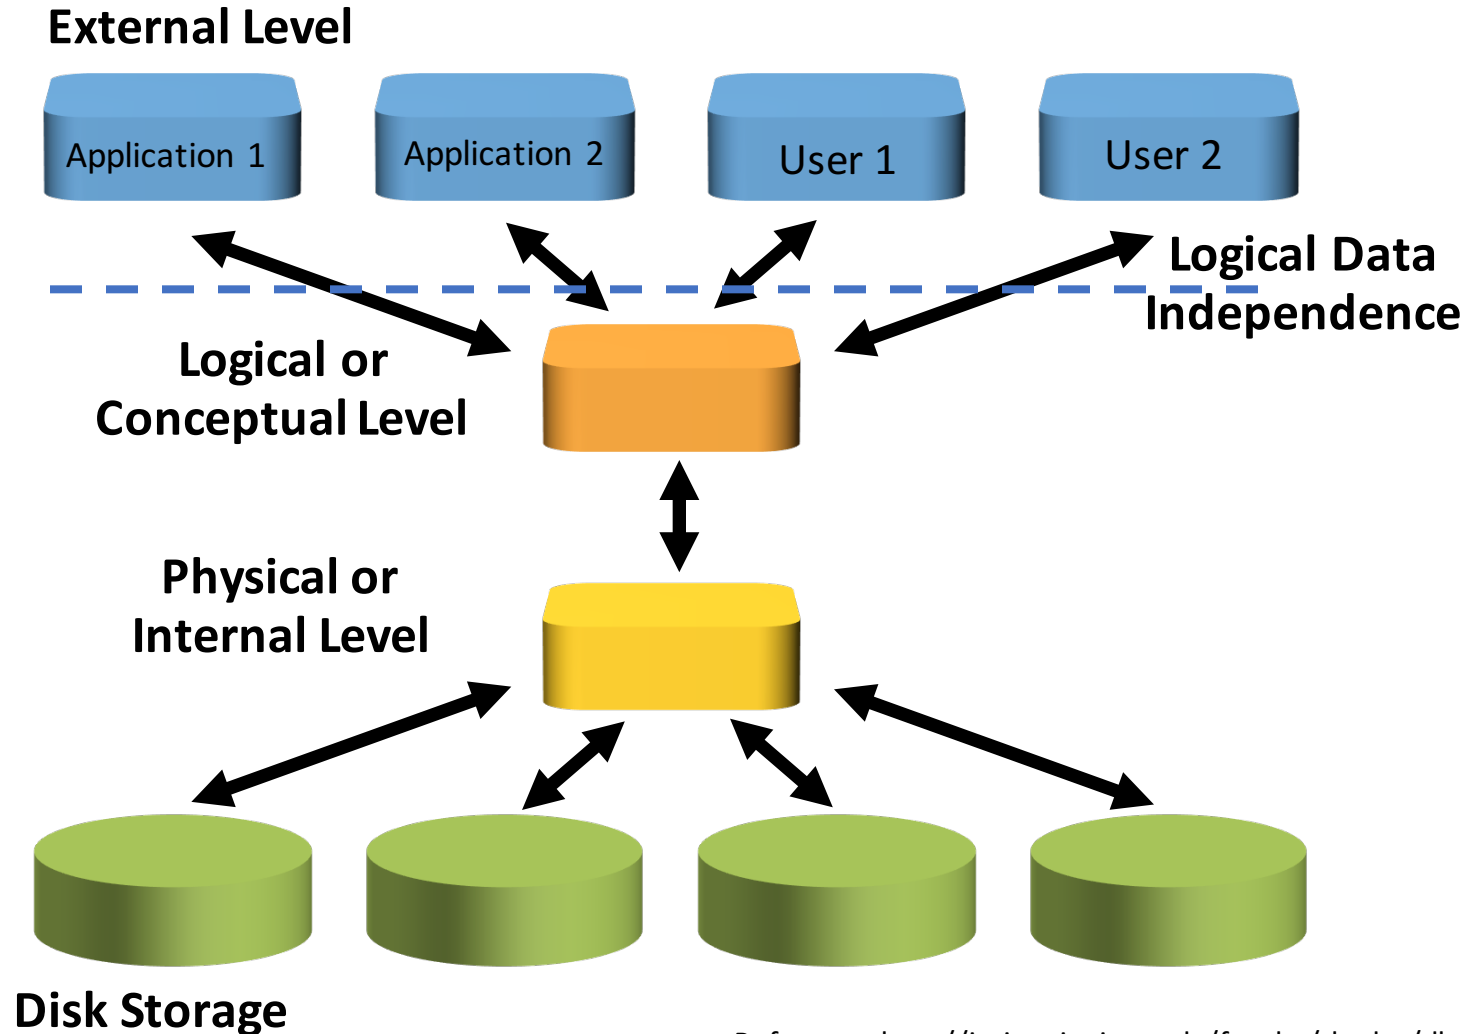 External Level
Application 1
Application 2
User 1
User 2
Logical Data
Independence
Logical or
Conceptual Level
Physical or
Internal Level
Disk Storage